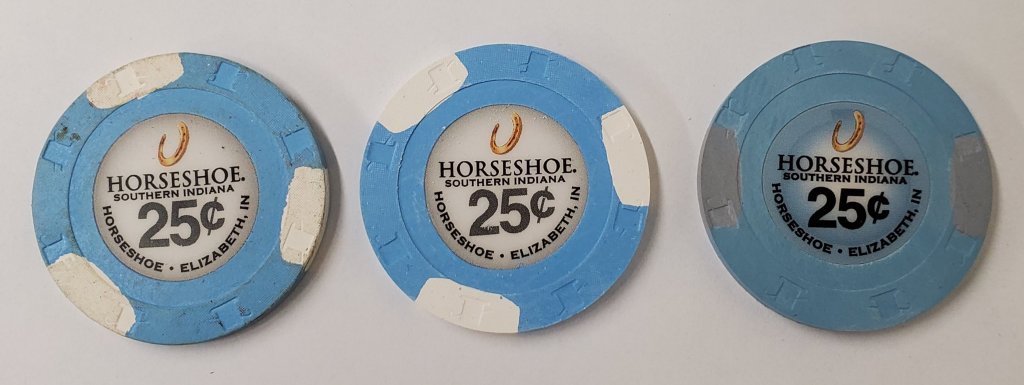 HORSESHOE.
SOUTHERN INDIANA
25¢
HORSESHOE • ELIZABETH, IN
HORSESHOE.
SOUTHERN INDIANA
25¢
HORSESHOE • ELIZABETH, IN
HORSESHOE.
SOUTHERN INDIANA
25¢
HORSESHOE • ELIZABETH, IN